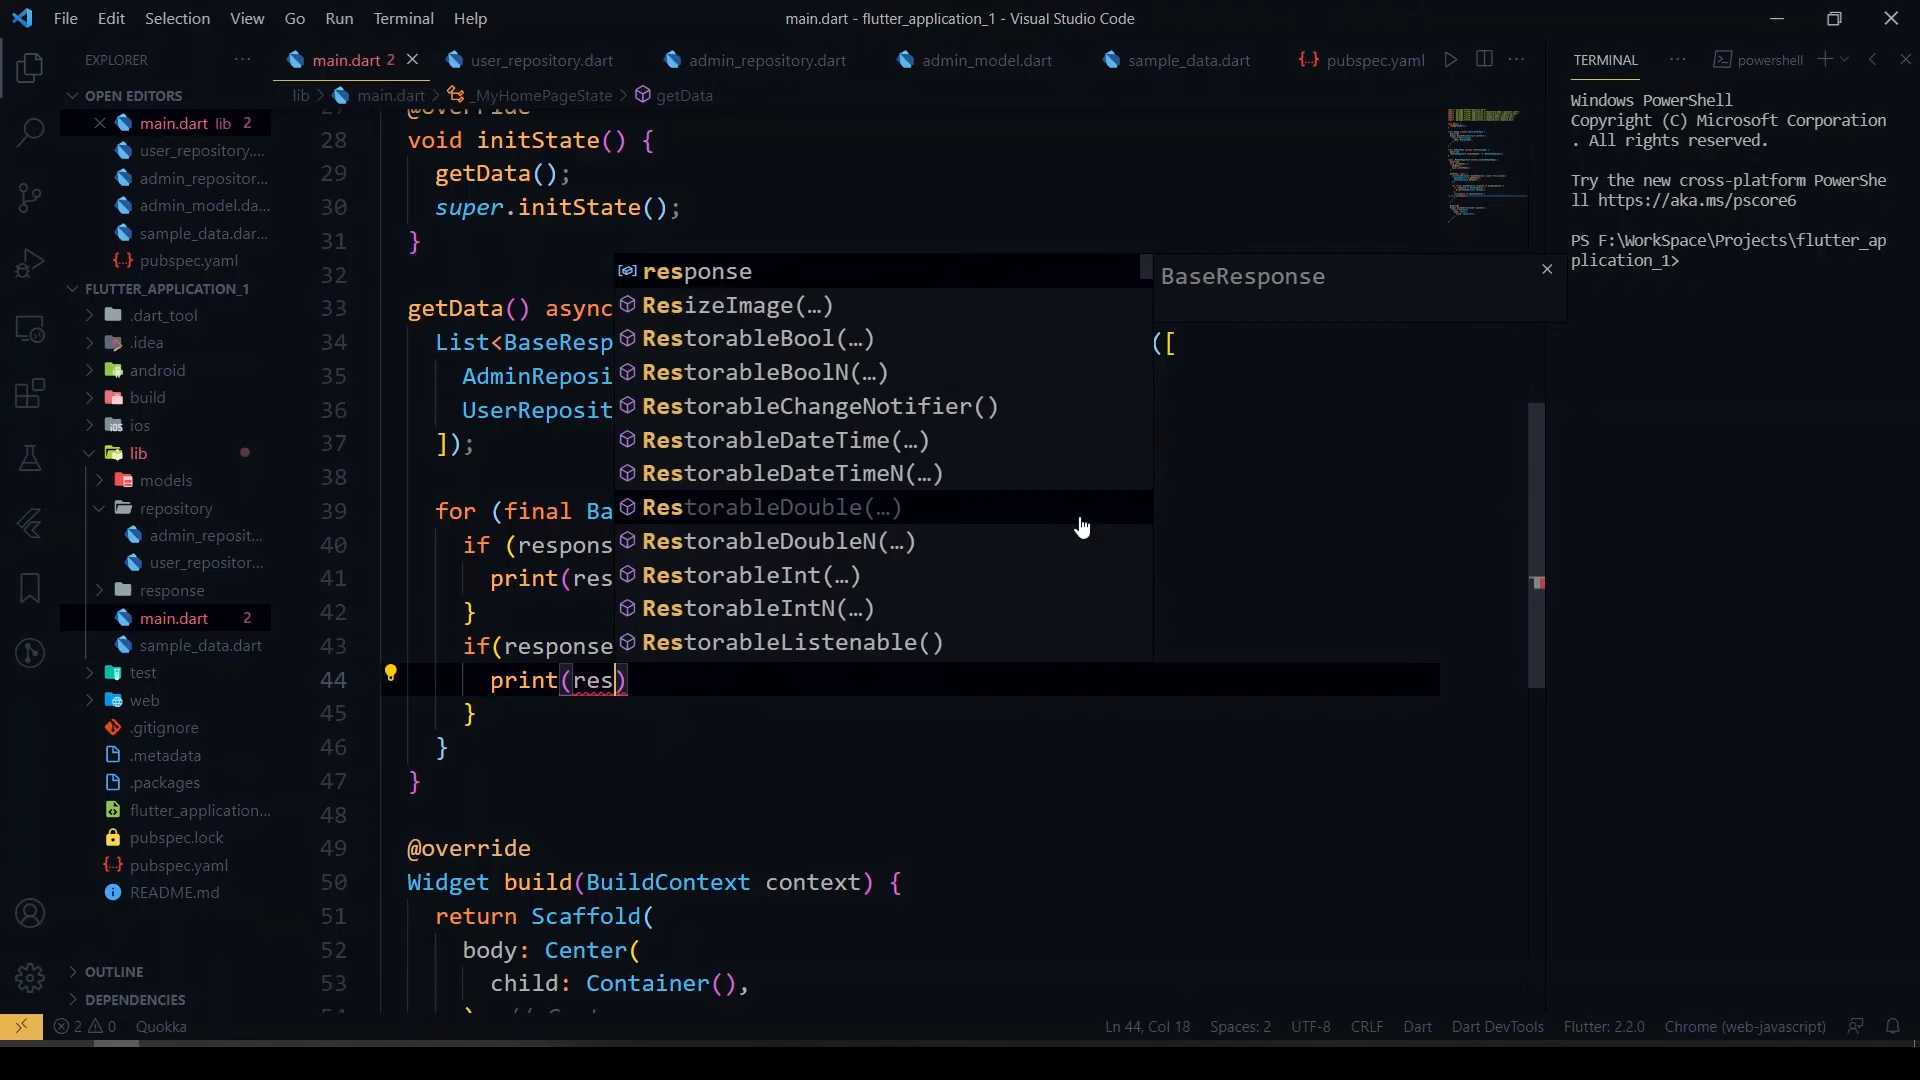 File Edit Selection View Go Run Terminal Help
main.dart - flutter_application_1 - Visual Studio Code
EXPLORER ...
main.dart 2
user_repository.dart
admin_repository.dart
admin_model.dart
sample_data.dart
pubspec.yaml
lib > main.dart > _MyHomePageState > getData
OPEN EDITORS
main.dart lib 2
user_repository....
admin_repositor...
admin_model.da...
sample_data.dar...
pubspec.yaml
FLUTTER_APPLICATION_1
.dart_tool
.idea
android
build
ios
lib
models
repository
admin_reposit...
user_repositor...
response
main.dart 2
sample_data.dart
test
web
.gitignore
.metadata
.packages
flutter_application...
pubspec.lock
pubspec.yaml
README.md
OUTLINE
DEPENDENCIES
27 @override
28 void initState() {
29 getData();
30 super.initState();
31 }
32
33 getData() async
34 List<BaseResp ([
35 AdminReposi
36 UserReposit
37 ]);
38
39 for (final Ba
40 if (respons
41 print(res
42 }
43 if(response
44 print(res)
45 }
46 }
47 }
48
49 @override
50 Widget build(BuildContext context) {
51 return Scaffold(
52 body: Center(
53 child: Container(),
response
ResizeImage(…)
RestorableBool(…)
RestorableBoolN(…)
RestorableChangeNotifier()
RestorableDateTime(…)
RestorableDateTimeN(…)
RestorableDouble(…)
RestorableDoubleN(…)
RestorableInt(…)
RestorableIntN(…)
RestorableListenable()
BaseResponse
TERMINAL ... powershell
Windows PowerShell
Copyright (C) Microsoft Corporation
. All rights reserved.
Try the new cross-platform PowerShe
ll https://aka.ms/pscore6
PS F:\WorkSpace\Projects\flutter_ap
plication_1>
2 0 Quokka
Ln 44, Col 18 Spaces: 2 UTF-8 CRLF Dart Dart DevTools Flutter: 2.2.0 Chrome (web-javascript)